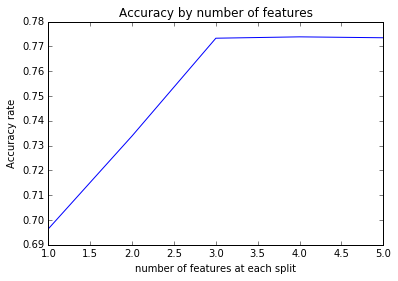 Accuracy by number of features
0.78
0.77
0.76
0.75
0.74
0.73
0.72
0.71
0.70
0.69
Accuracy rate
1.0 1.5 2.0 2.5 3.0 3.5 4.0 4.5 5.0
number of features at each split